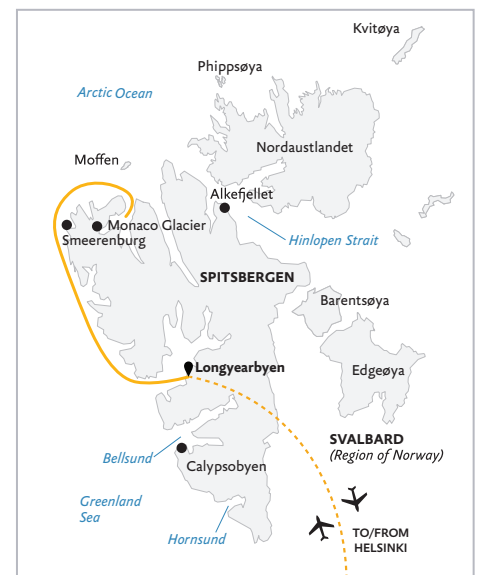 Kvitøya
Phippsøya
Arctic Ocean
Nordaustlandet
Moffen
Alkefjellet
Monaco Glacier
Smeerenburg
Hinlopen Strait
SPITSBERGEN
Barentsøya
Longyearbyen
Edgeøya
SVALBARD
(Region of Norway)
Bellsund
Calypsobyen
Greenland
Sea
TO/FROM
HELSINKI
Hornsund